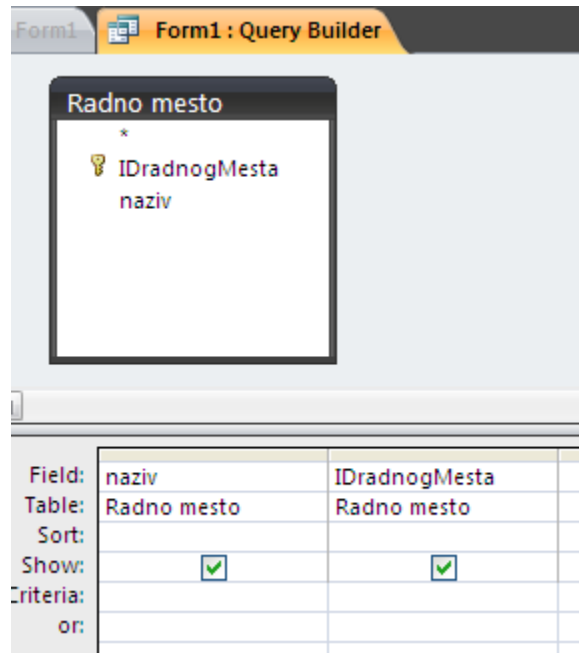 Form1
Form1 : Query Builder
Radno mesto
*
IDradnogMesta
naziv
Field: naziv IDradnogMesta
Table: Radno mesto Radno mesto
Sort:
Show:
Criteria:
or: